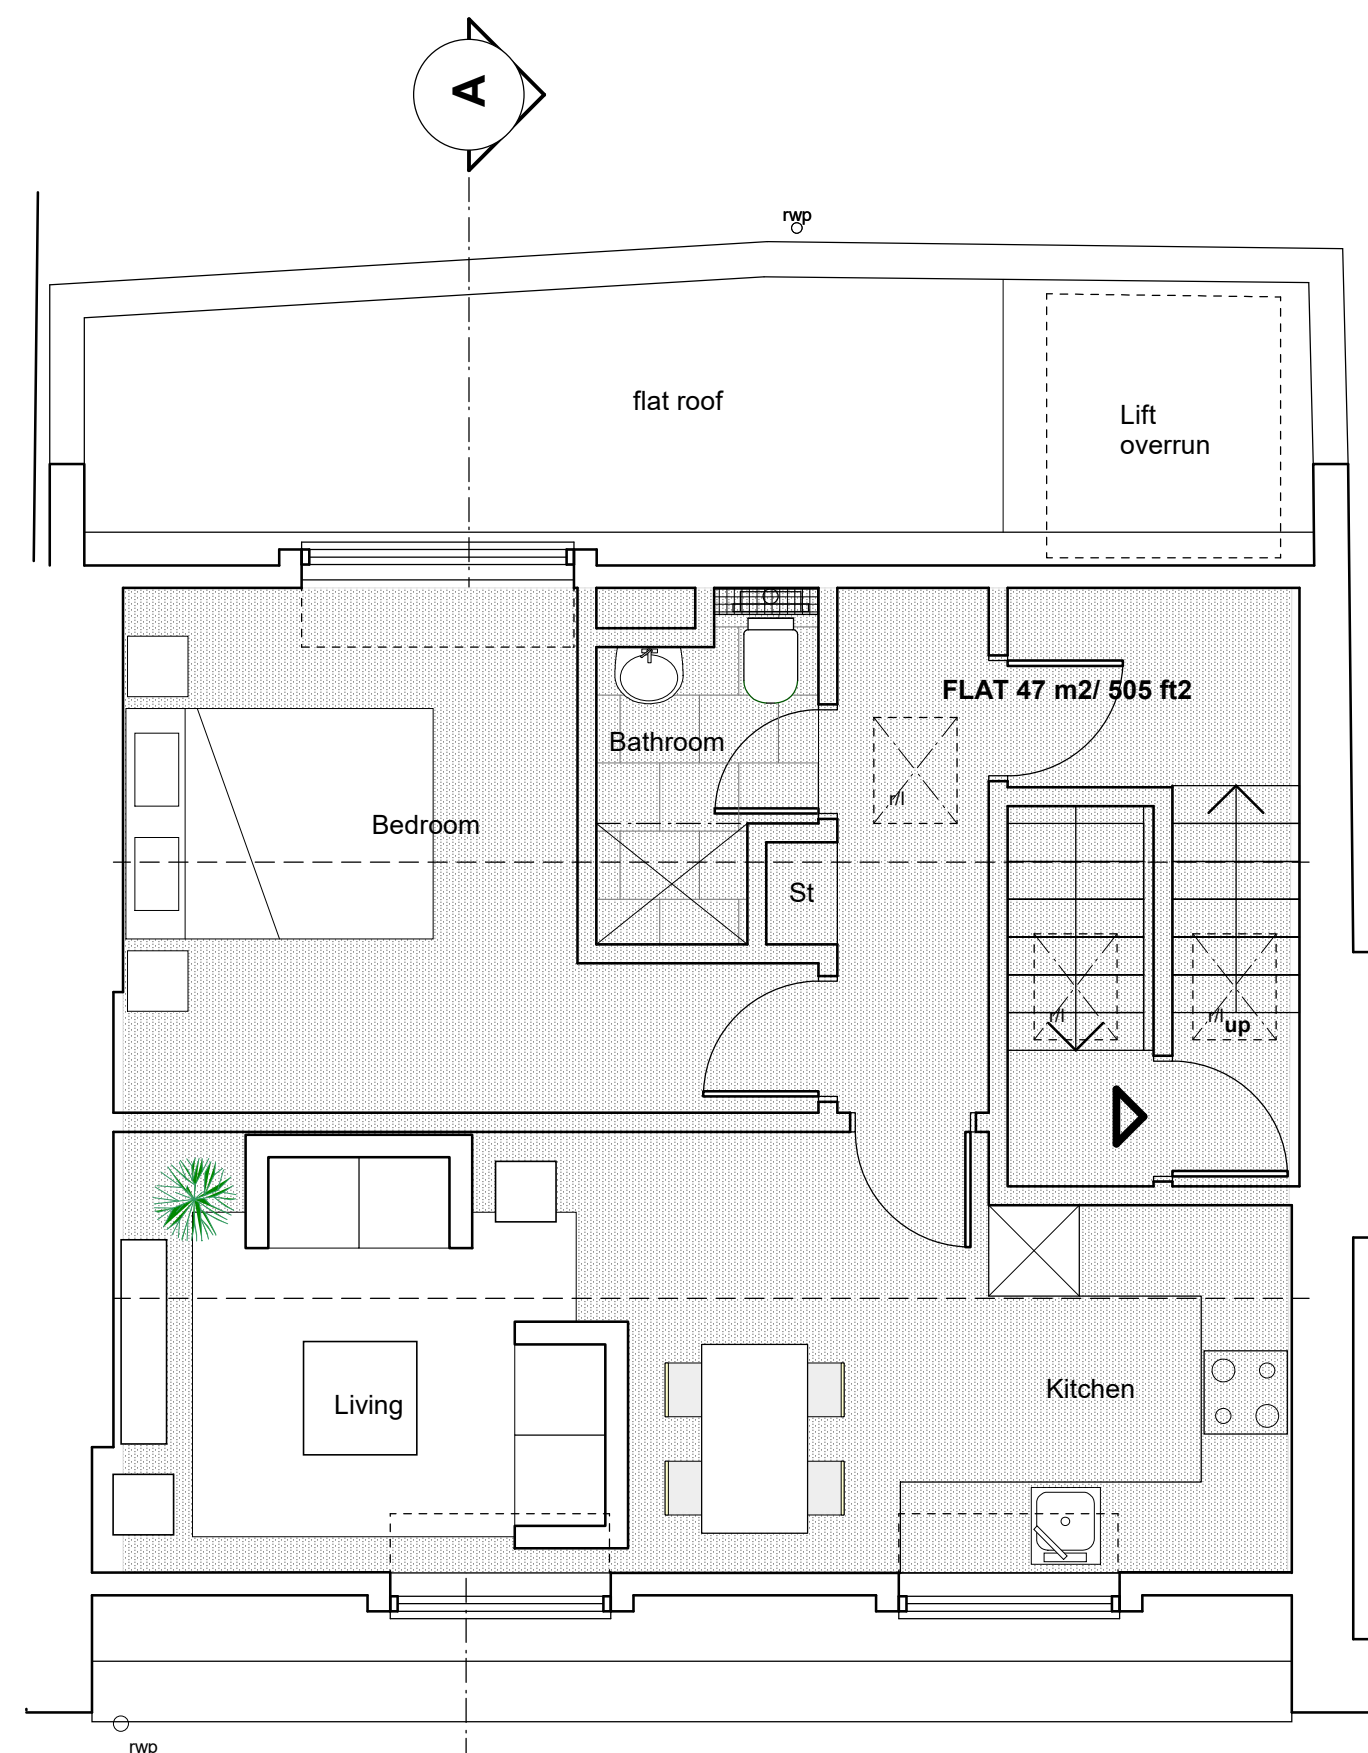 A
rwp
flat roof
Lift
overrun
FLAT 47 m2/ 505 ft2
Bathroom
r/l
Bedroom
St
r/l
r/l
up
Kitchen
Living
rwp